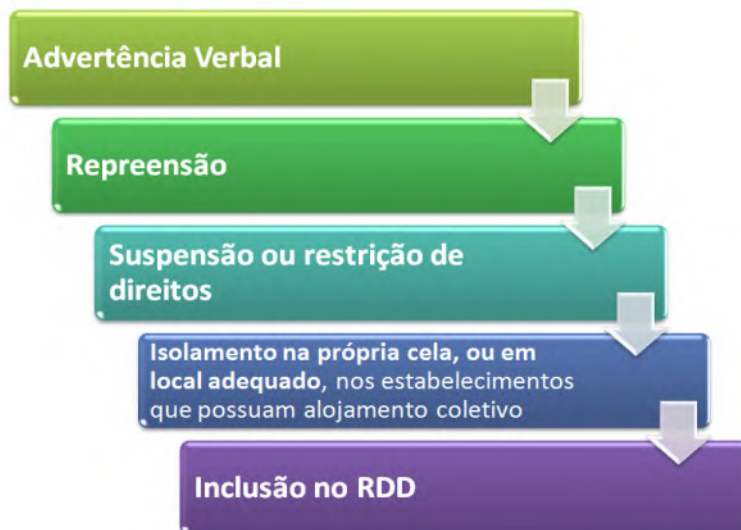 Advertência Verbal
Repreensão
Suspensão ou restrição de
direitos
Isolamento na própria cela, ou em
local adequado, nos estabelecimentos
que possuam alojamento coletivo
Inclusão no RDD